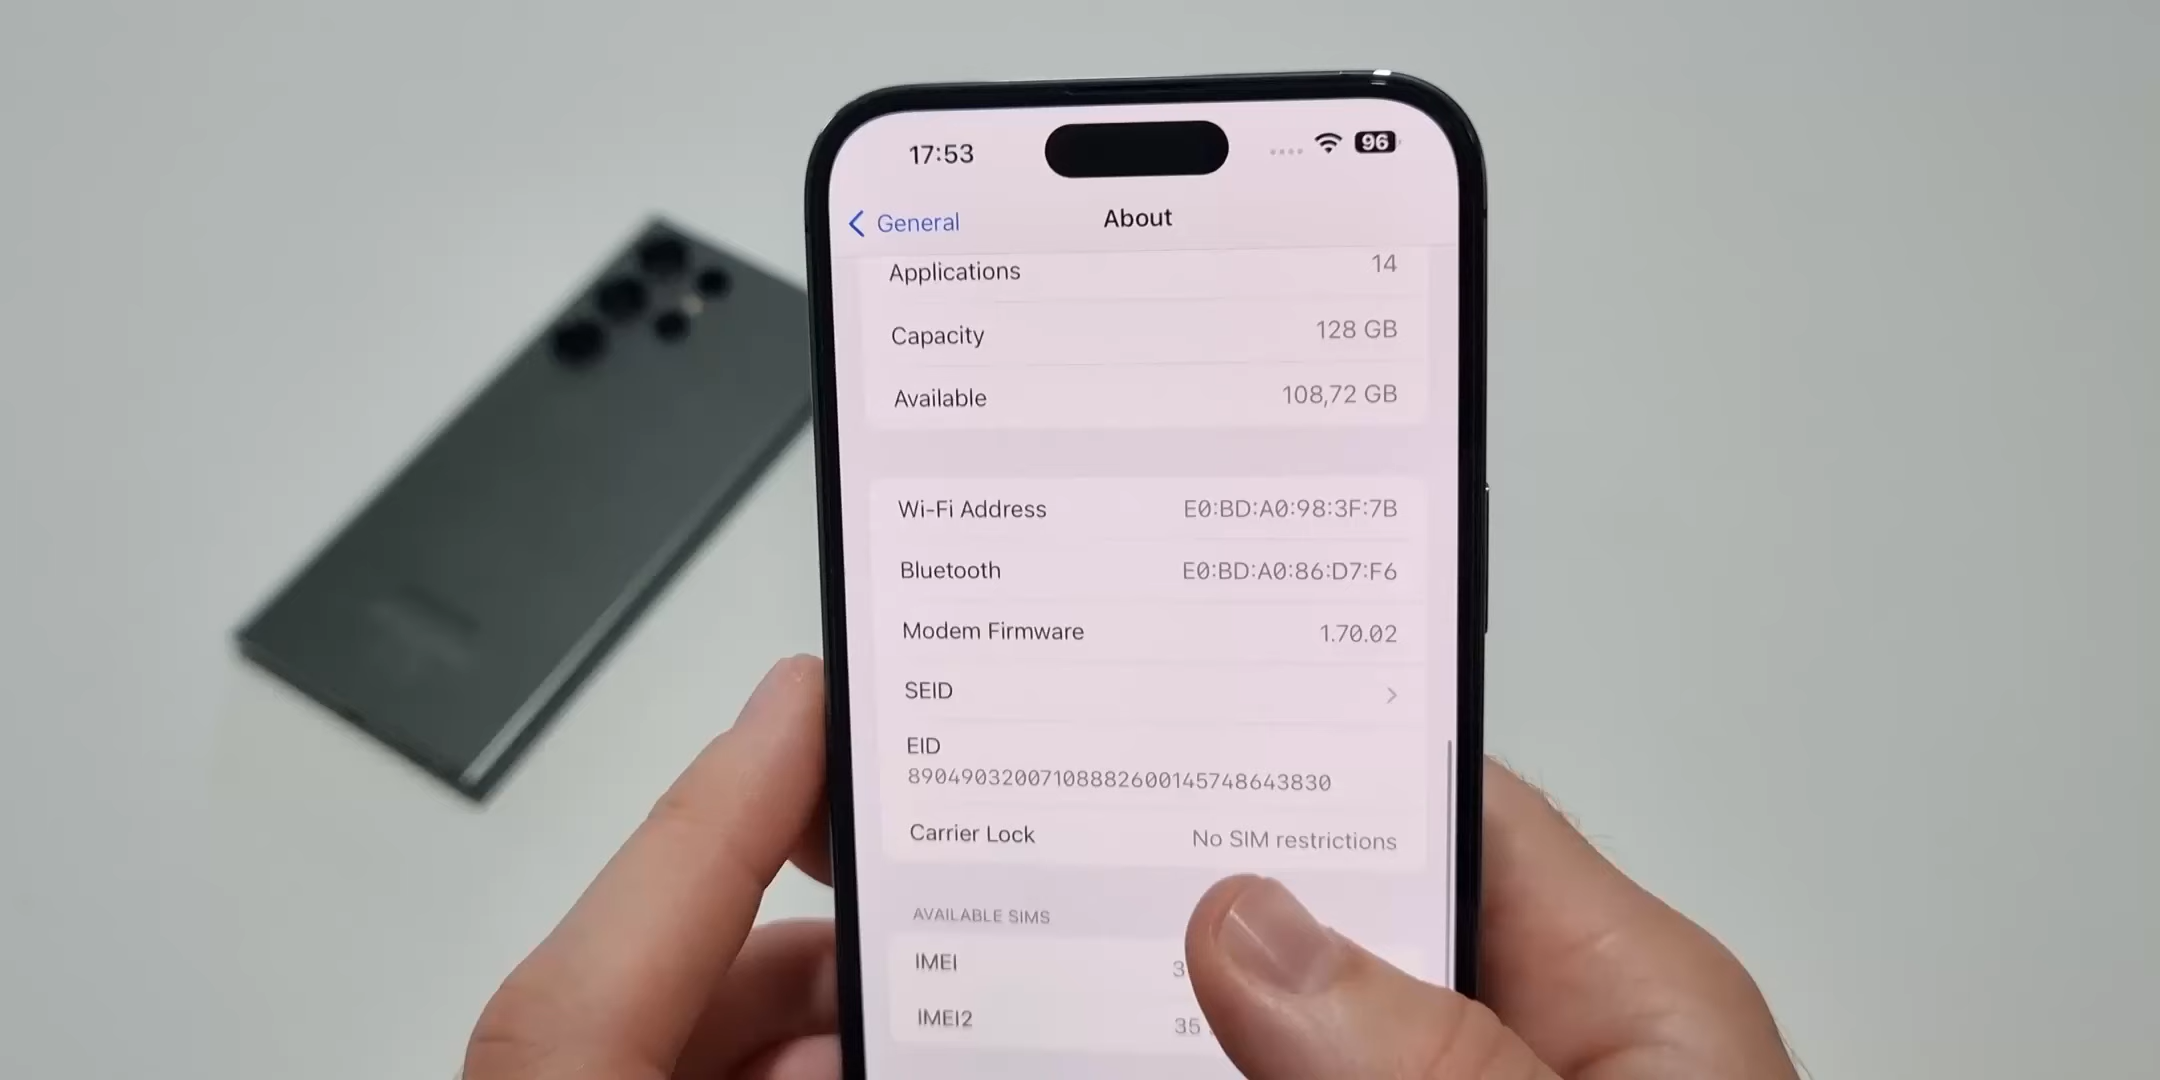 17:53
96
General
About
Applications 14
Capacity 128 GB
Available 108,72 GB
Wi-Fi Address E0:BD:A0:98:3F:7B
Bluetooth E0:BD:A0:86:D7:F6
Modem Firmware 1.70.02
SEID
EID
89049032007108882600145748643830
Carrier Lock No SIM restrictions
AVAILABLE SIMS
IMEI 3
IMEI2 35